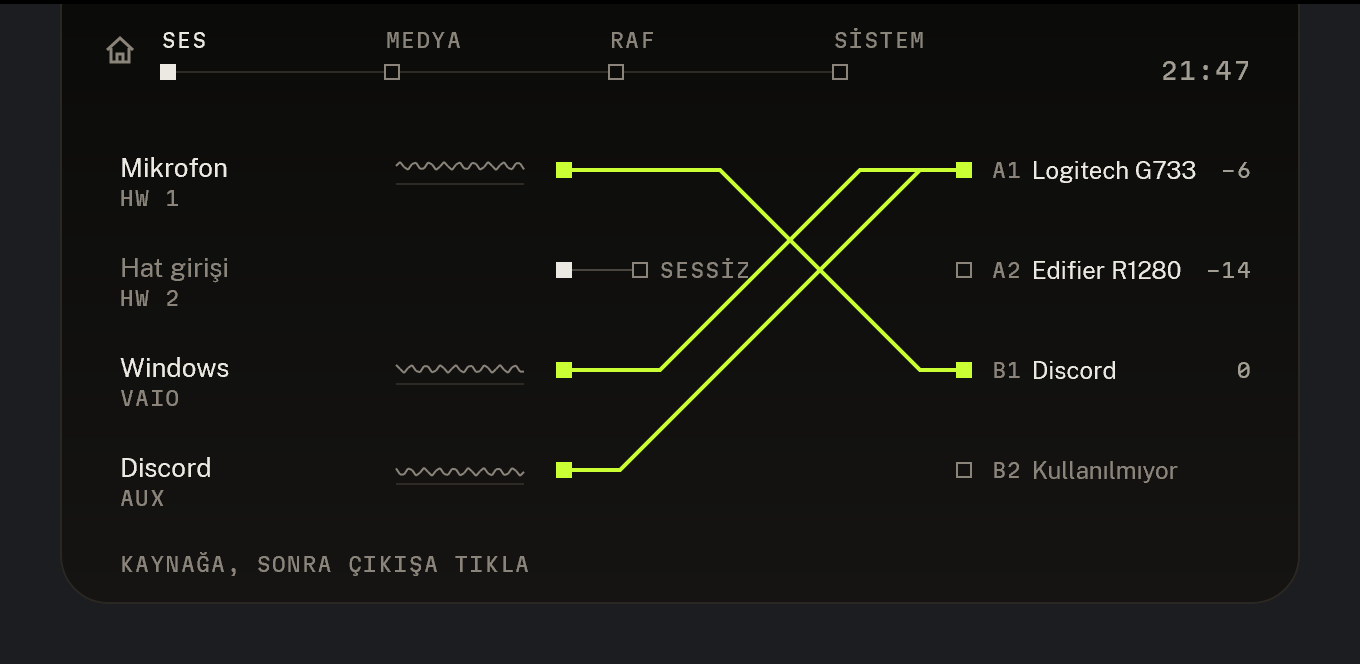 SES MEDYA RAF SİSTEM
21:47
Mikrofon A1 Logitech G733 −6
HW 1
Hat girişi SESSİZ A2 Edifier R1280 −14
HW 2
Windows B1 Discord 0
VAIO
Discord B2 Kullanılmıyor
AUX
KAYNAĞA, SONRA ÇIKIŞA TIKLA